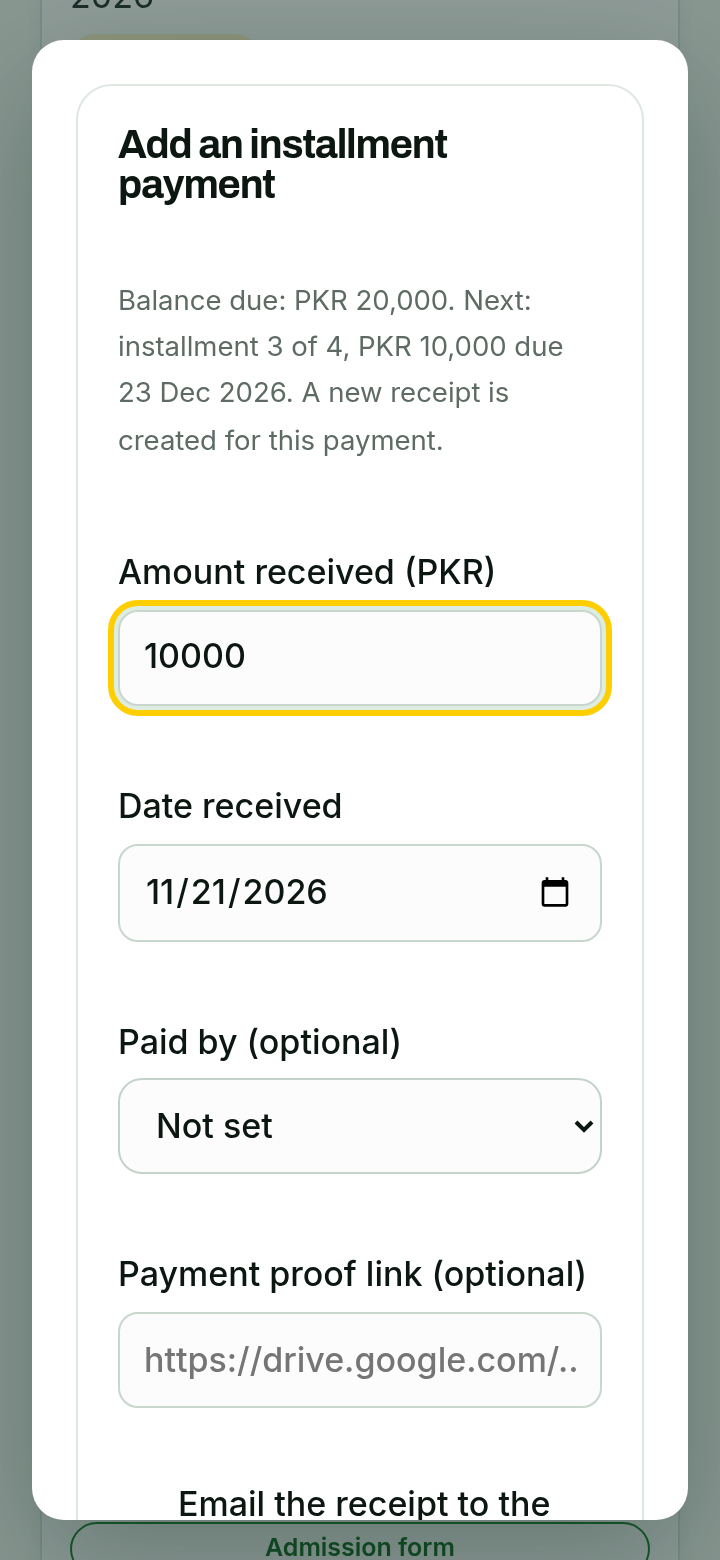 2026
Add an installment
payment
Balance due: PKR 20,000. Next:
installment 3 of 4, PKR 10,000 due
23 Dec 2026. A new receipt is
created for this payment.
Amount received (PKR)
10000
Date received
11/21/2026
Paid by (optional)
Not set
Payment proof link (optional)
https://drive.google.com/..
Email the receipt to the
Admission form